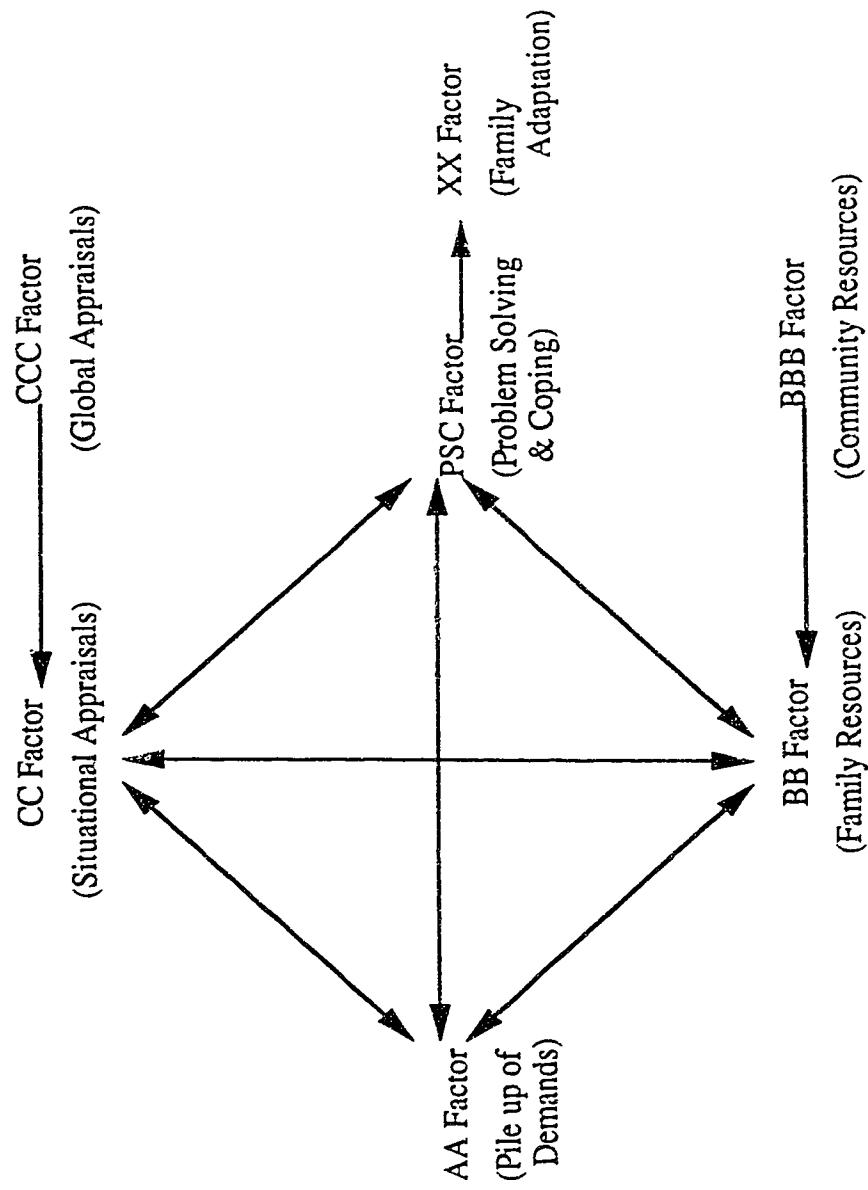 CC Factor
(Situational Appraisals)
CCC Factor
(Global Appraisals)
AA Factor
(Pile up of
Demands)
PSC Factor
(Problem Solving
& Coping)
XX Factor
(Family
Adaptation)
BB Factor
(Family Resources)
BBB Factor
(Community Resources)